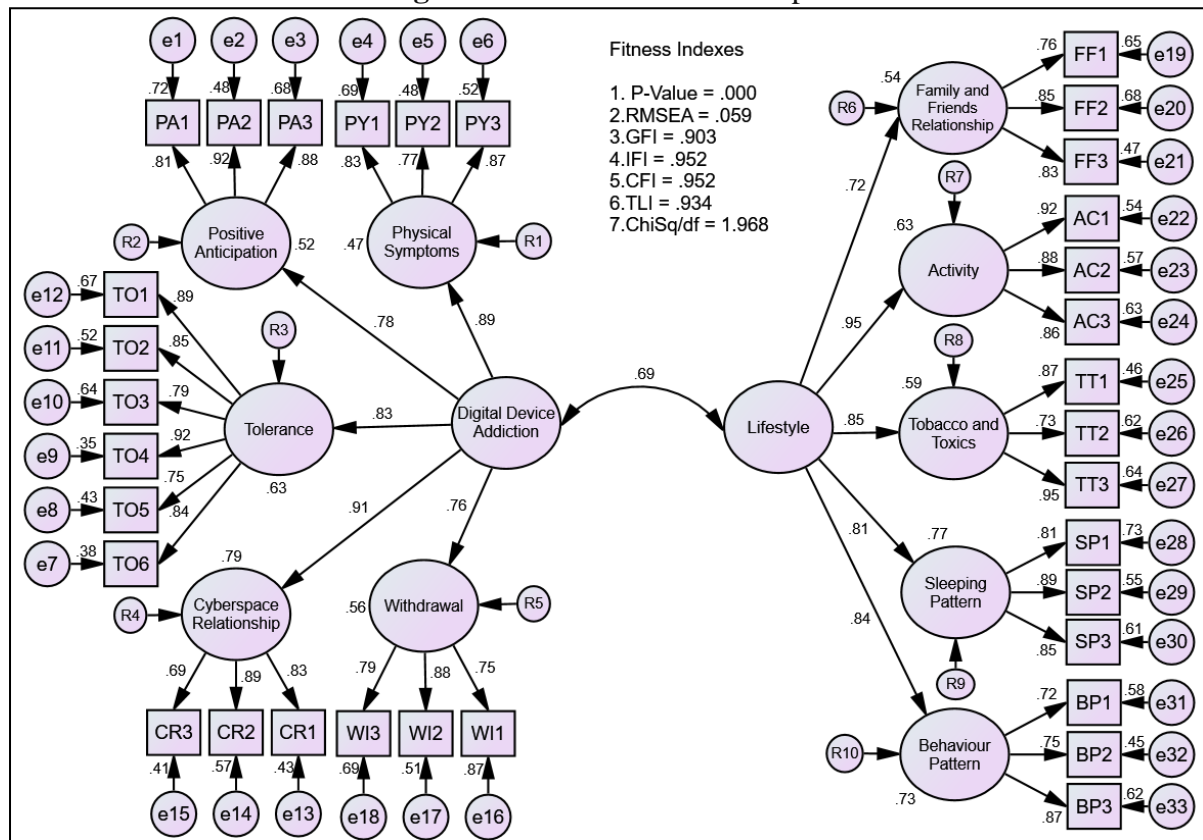 e1 e2 e3 e4 e5 e6
.72 .48 .68 .69 .48 .52
PA1 PA2 PA3 PY1 PY2 PY3
.81 .92 .88 .83 .77 .87
R2
Positive
Anticipation
.52
.47
Physical
Symptoms
R1
.78
.89
e12 .67 TO1 .89
e11 .52 TO2 .85
e10 .64 TO3 .79
e9 .35 TO4 .92
e8 .43 TO5 .75
e7 .38 TO6 .84
R3
Tolerance
.63
.83
Digital Device
Addiction
.91
.76
.79
R4
Cyberspace
Relationship
.56
Withdrawal
R5
.69 .89 .83 .79 .88 .75
CR3 CR2 CR1 WI3 WI2 WI1
.41 .57 .43 .69 .51 .87
e15 e14 e13 e18 e17 e16
Fitness Indexes
1. P-Value = .000
2.RMSEA = .059
3.GFI = .903
4.IFI = .952
5.CFI = .952
6.TLI = .934
7.ChiSq/df = 1.968
.69
Lifestyle
.72
.95
.85
.81
.84
.54
R6
Family and
Friends
Relationship
.76 FF1 .65 e19
.85 FF2 .68 e20
.83 FF3 .47 e21
R7
.63
Activity
.92 AC1 .54 e22
.88 AC2 .57 e23
.86 AC3 .63 e24
R8
.59
Tobacco and
Toxics
.87 TT1 .46 e25
.73 TT2 .62 e26
.95 TT3 .64 e27
.77
Sleeping
Pattern
R9
.81 SP1 .73 e28
.89 SP2 .55 e29
.85 SP3 .61 e30
R10
Behaviour
Pattern
.73
.72 BP1 .58 e31
.75 BP2 .45 e32
.87 BP3 .62 e33